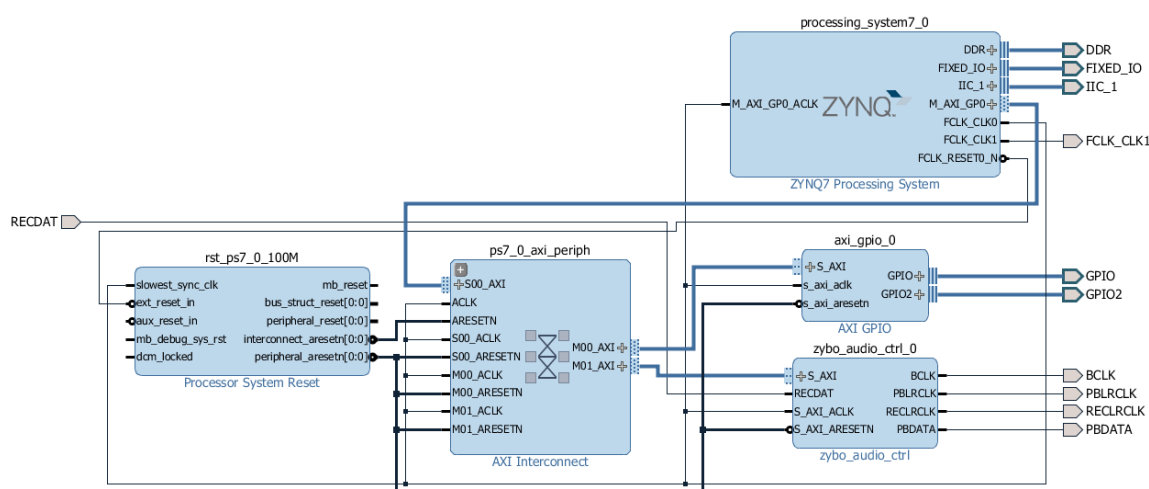 processing_system7_0
DDR
FIXED_IO
IIC_1
M_AXI_GP0_ACLK
ZYNQ
M_AXI_GP0
FCLK_CLK0
FCLK_CLK1
FCLK_RESET0_N
ZYNQ7 Processing System
DDR
FIXED_IO
IIC_1
FCLK_CLK1
RECDAT
rst_ps7_0_100M
slowest_sync_clk
ext_reset_in
aux_reset_in
mb_debug_sys_rst
dcm_locked
mb_reset
bus_struct_reset[0:0]
peripheral_reset[0:0]
interconnect_aresetn[0:0]
peripheral_aresetn[0:0]
Processor System Reset
ps7_0_axi_periph
S00_AXI
ACLK
ARESETN
S00_ACLK
S00_ARESETN
M00_ACLK
M00_ARESETN
M01_ACLK
M01_ARESETN
M00_AXI
M01_AXI
AXI Interconnect
axi_gpio_0
S_AXI
s_axi_aclk
s_axi_aresetn
GPIO
GPIO2
AXI GPIO
GPIO
GPIO2
zybo_audio_ctrl_0
S_AXI
RECDAT
S_AXI_ACLK
S_AXI_ARESETN
BCLK
PBLRCLK
RECLRCLK
PBDATA
zybo_audio_ctrl
BCLK
PBLRCLK
RECLRCLK
PBDATA